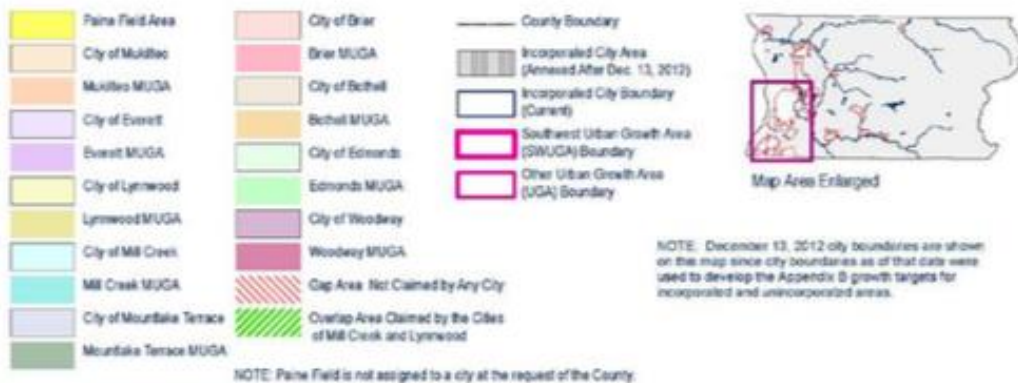 Paine Field Area
City of Mukilteo
Mukilteo MUGA
City of Everett
Everett MUGA
City of Lynnwood
Lynnwood MUGA
City of Mill Creek
Mill Creek MUGA
City of Mountlake Terrace
Mountlake Terrace MUGA
City of Brier
Brier MUGA
City of Bothell
Bothell MUGA
City of Edmonds
Edmonds MUGA
City of Woodway
Woodway MUGA
Gap Area Not Claimed by Any City
Overlap Area Claimed by the Cities
of Mill Creek and Lynnwood
NOTE: Paine Field is not assigned to a city at the request of the County.
County Boundary
Incorporated City Area
(Annexed After Dec. 13, 2012)
Incorporated City Boundary
(Current)
Southwest Urban Growth Area
(SWUGA) Boundary
Other Urban Growth Area
(UGA) Boundary
Map Area Enlarged
NOTE: December 13, 2012 city boundaries are shown
on this map since city boundaries as of that date were
used to develop the Appendix B growth targets for
incorporated and unincorporated areas.